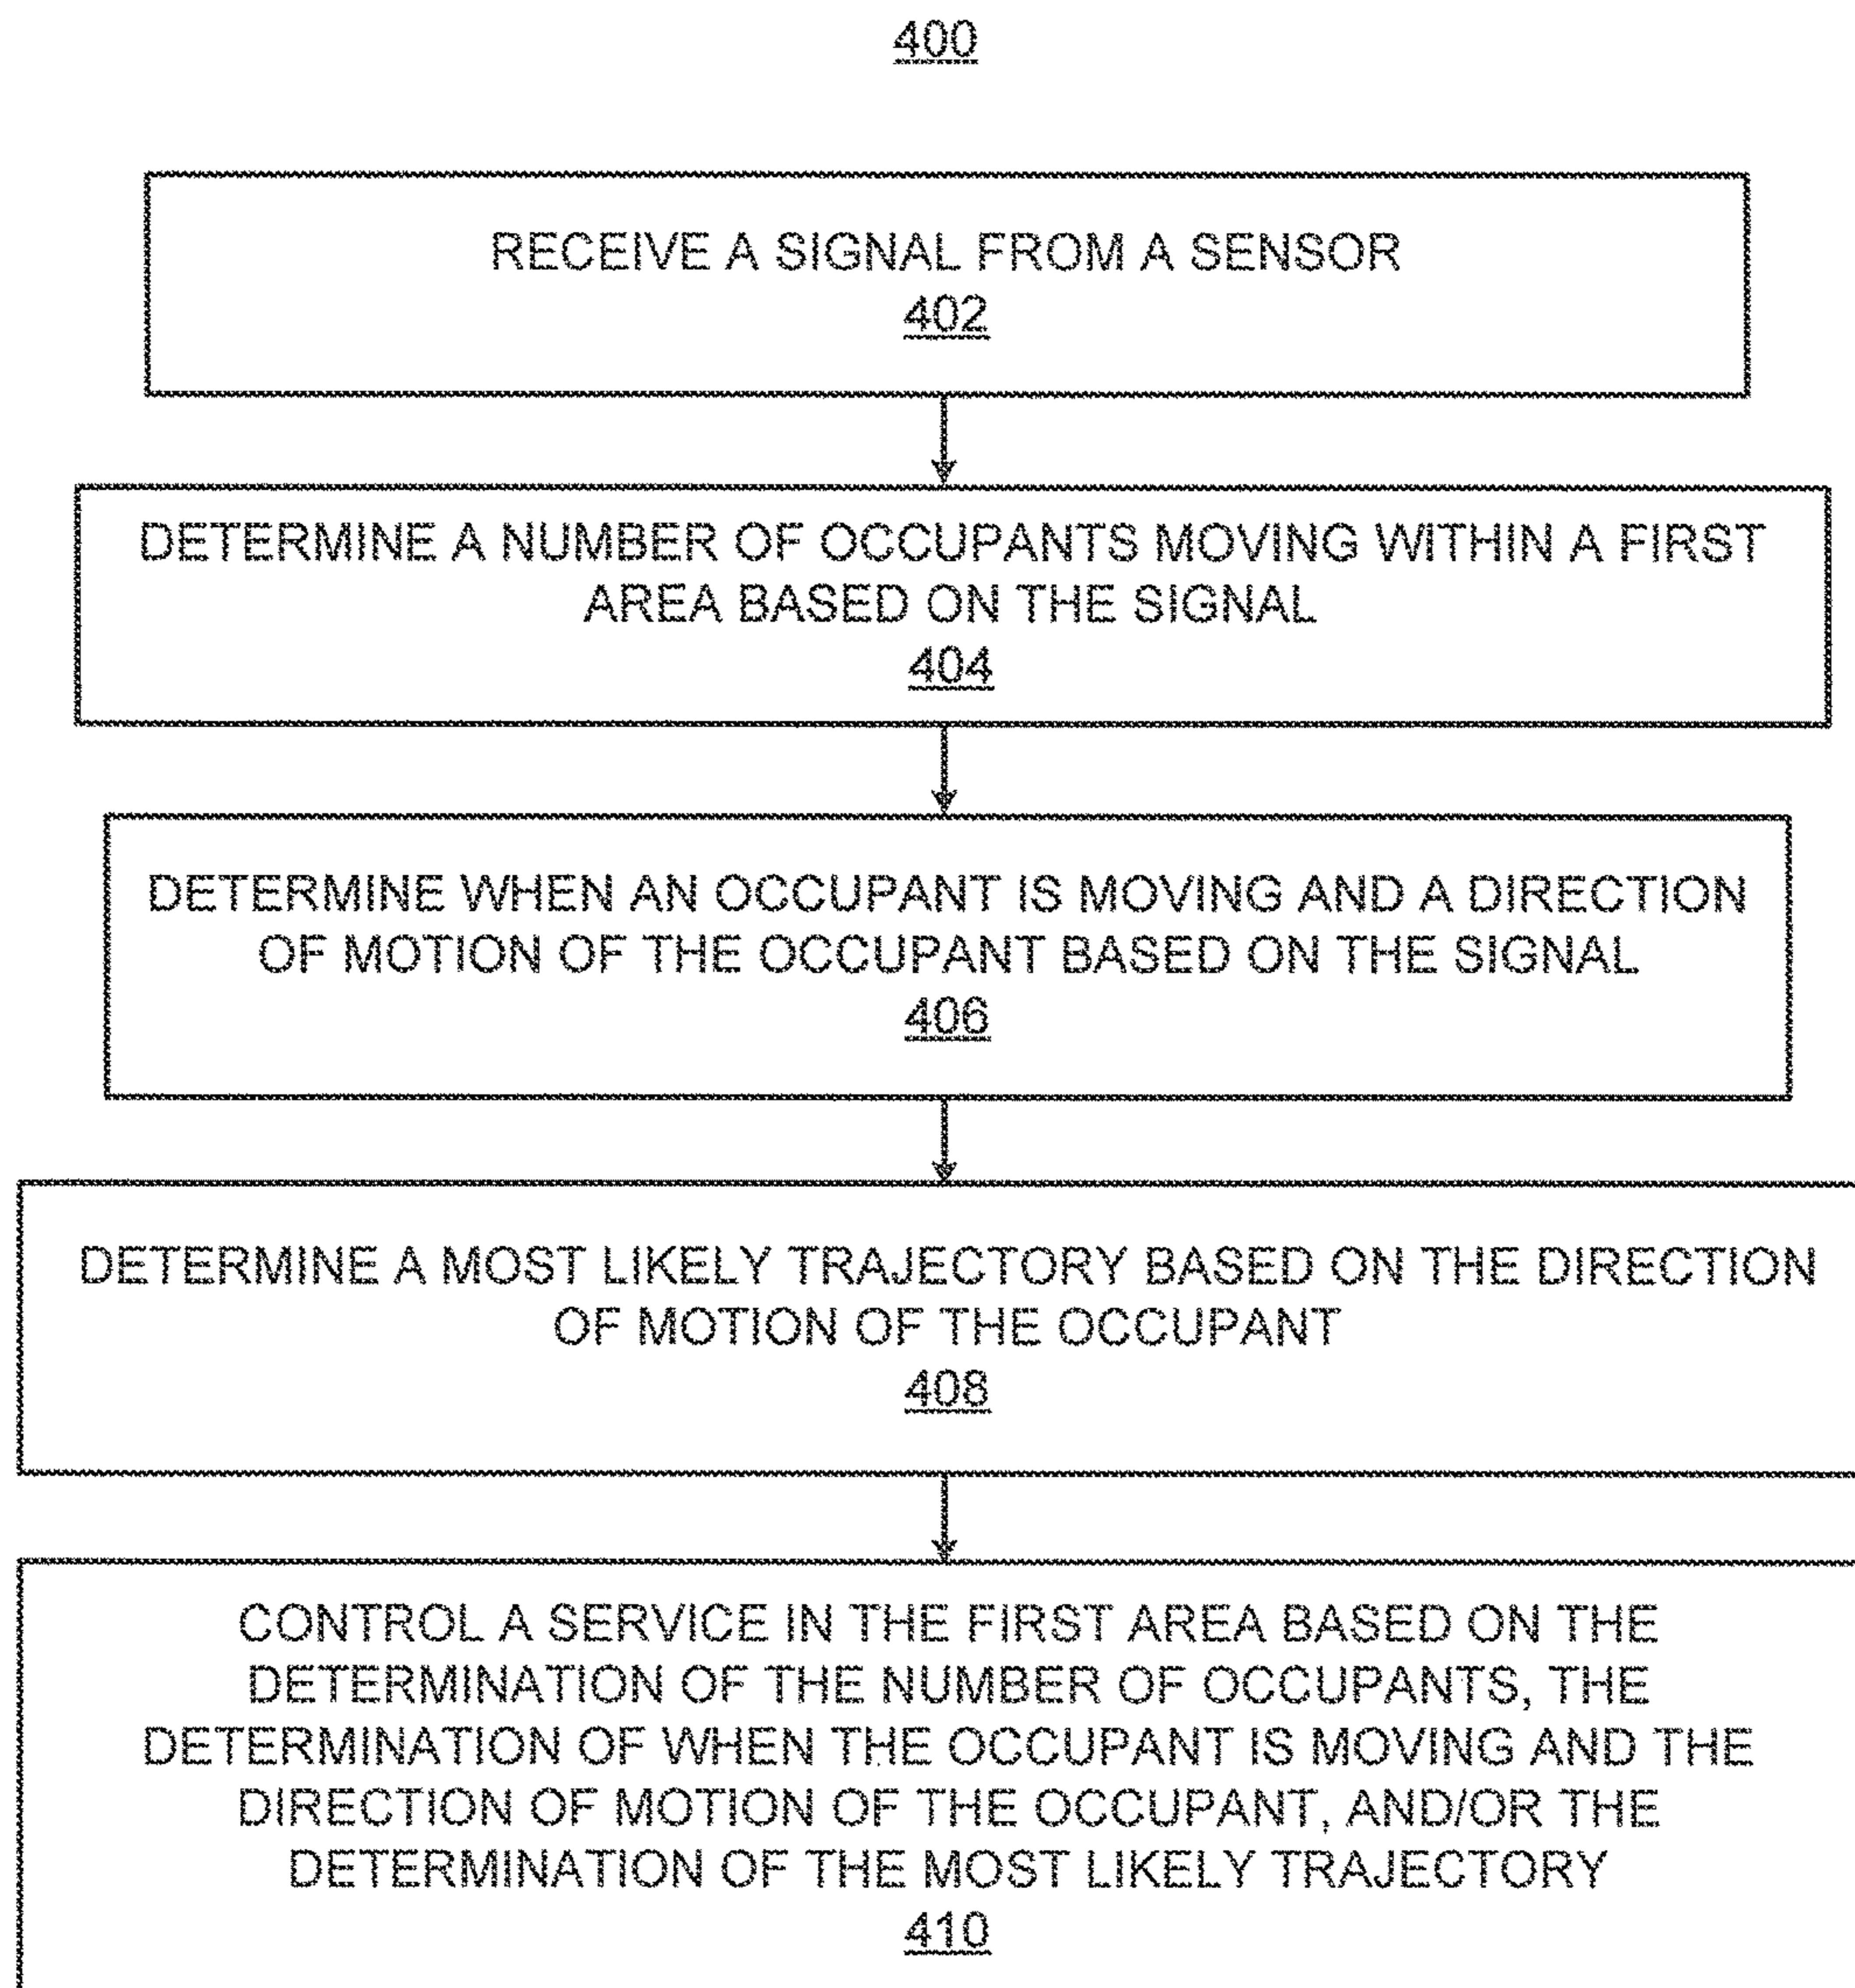 400
RECEIVE A SIGNAL FROM A SENSOR
402
DETERMINE A NUMBER OF OCCUPANTS MOVING WITHIN A FIRST
AREA BASED ON THE SIGNAL
404
DETERMINE WHEN AN OCCUPANT IS MOVING AND A DIRECTION
OF MOTION OF THE OCCUPANT BASED ON THE SIGNAL
406
DETERMINE A MOST LIKELY TRAJECTORY BASED ON THE DIRECTION
OF MOTION OF THE OCCUPANT
408
CONTROL A SERVICE IN THE FIRST AREA BASED ON THE
DETERMINATION OF THE NUMBER OF OCCUPANTS, THE
DETERMINATION OF WHEN THE OCCUPANT IS MOVING AND THE
DIRECTION OF MOTION OF THE OCCUPANT, AND/OR THE
DETERMINATION OF THE MOST LIKELY TRAJECTORY
410